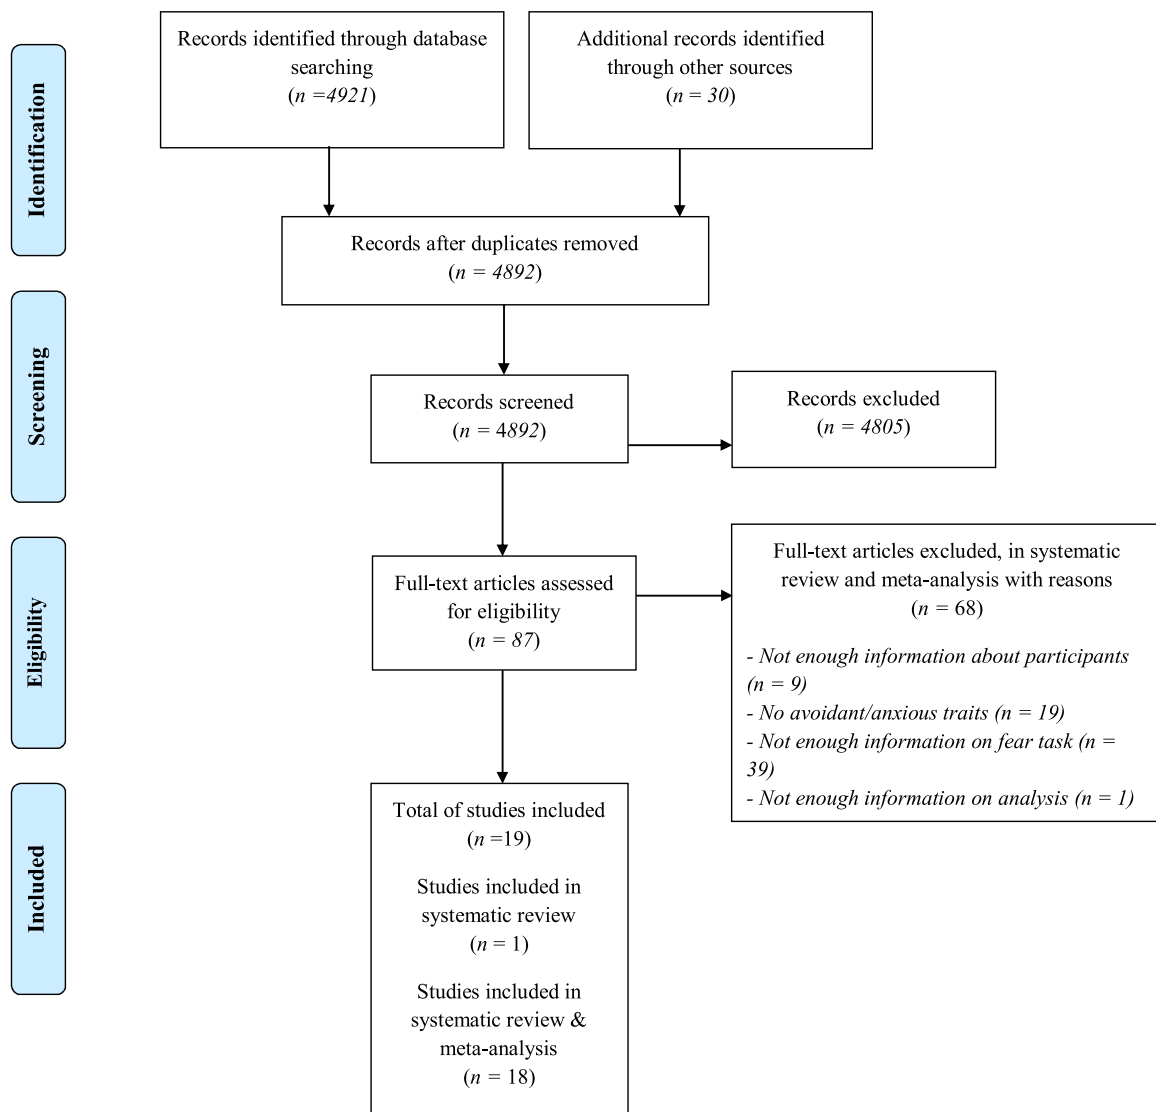 Identification
Records identified through database
searching
(n =4921)
Additional records identified
through other sources
(n = 30)
Records after duplicates removed
(n = 4892)
Screening
Records screened
(n = 4892)
Records excluded
(n = 4805)
Eligibility
Full-text articles assessed
for eligibility
(n = 87)
Full-text articles excluded, in systematic
review and meta-analysis with reasons
(n = 68)
- Not enough information about participants
(n = 9)
- No avoidant/anxious traits (n = 19)
- Not enough information on fear task (n =
39)
- Not enough information on analysis (n = 1)
Included
Total of studies included
(n =19)
Studies included in
systematic review
(n = 1)
Studies included in
systematic review &
meta-analysis
(n = 18)